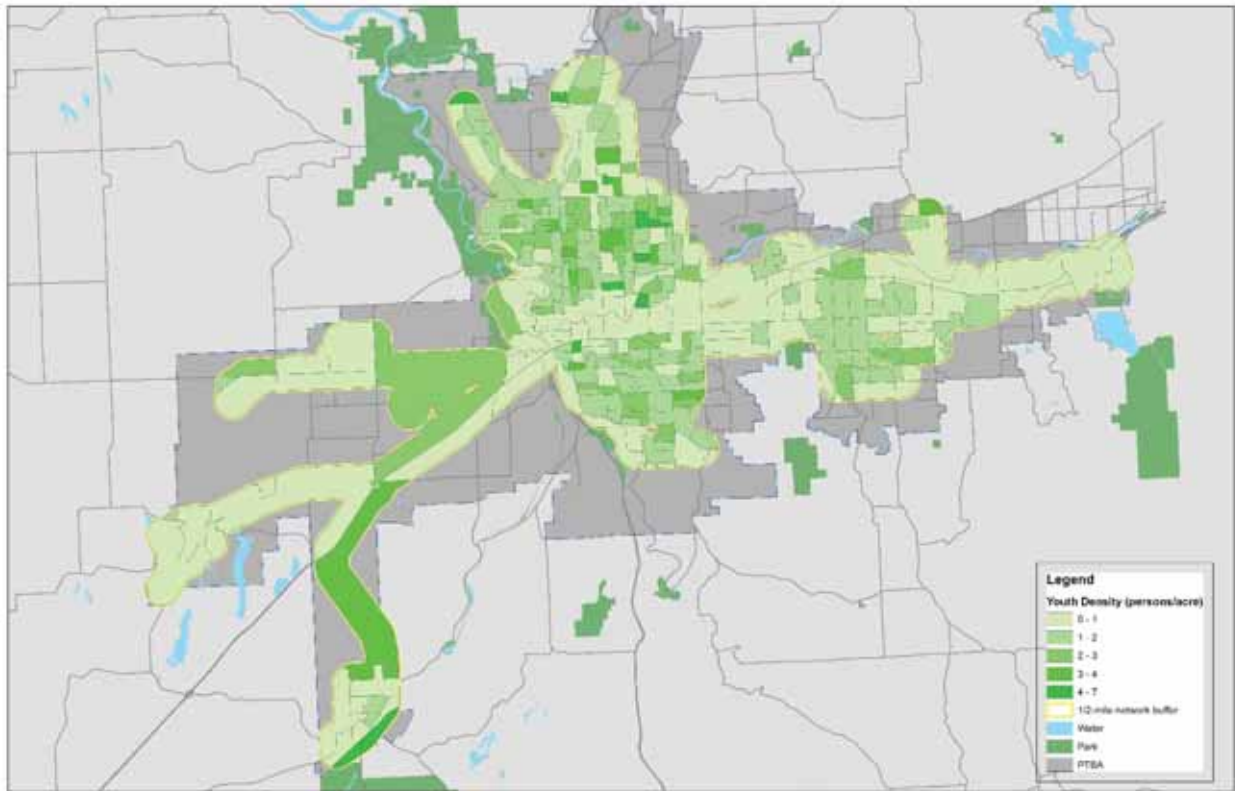 Legend
Youth Density (persons/acre)
0 - 1
1 - 2
2 - 3
3 - 4
4 - 7
1/2-mile network buffer
Water
Park
PTBA